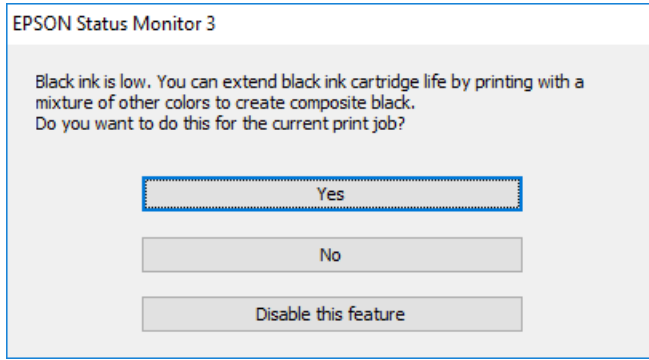 EPSON Status Monitor 3
Black ink is low. You can extend black ink cartridge life by printing with a
mixture of other colors to create composite black.
Do you want to do this for the current print job?
Yes
No
Disable this feature